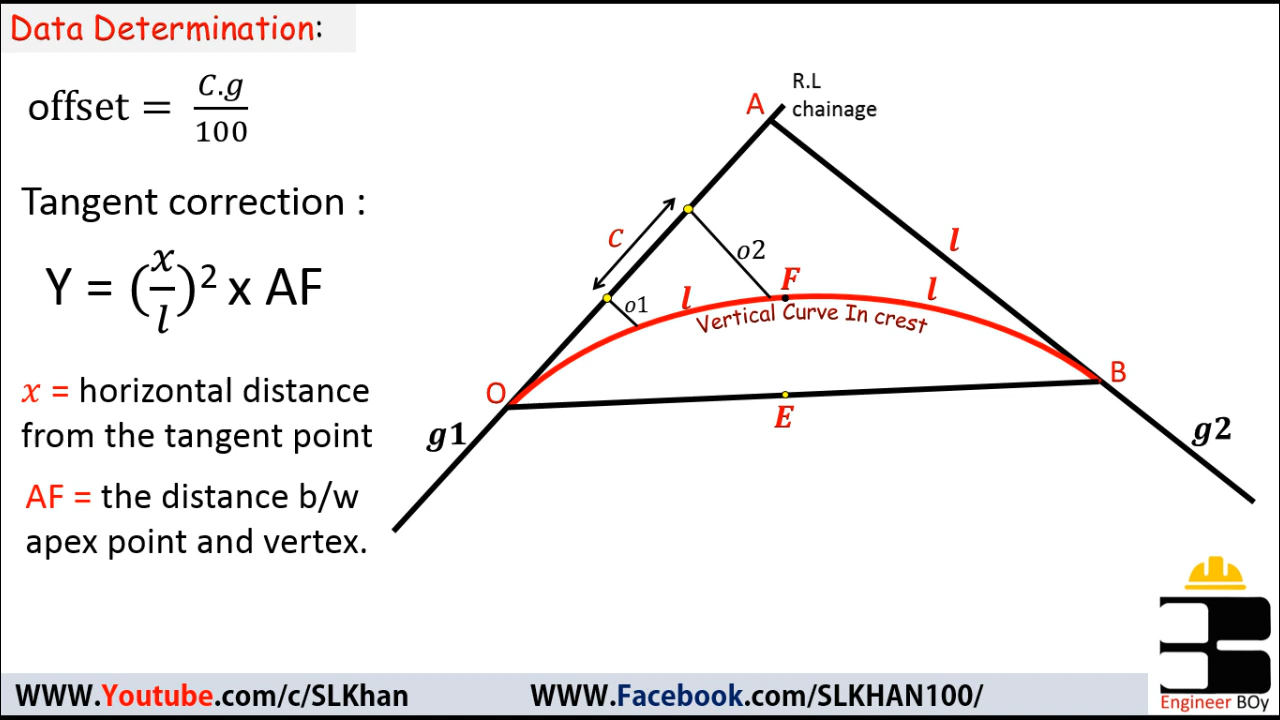 Data Determination:
offset = C.g/100
Tangent correction :
Y = (x/l)² x AF
x = horizontal distance
from the tangent point
AF = the distance b/w
apex point and vertex.
A
R.L
chainage
C
o2
l
o1
l
F
l
Vertical Curve In crest
O
B
E
g1
g2
WWW.Youtube.com/c/SLKhan
WWW.Facebook.com/SLKHAN100/
Engineer BOy